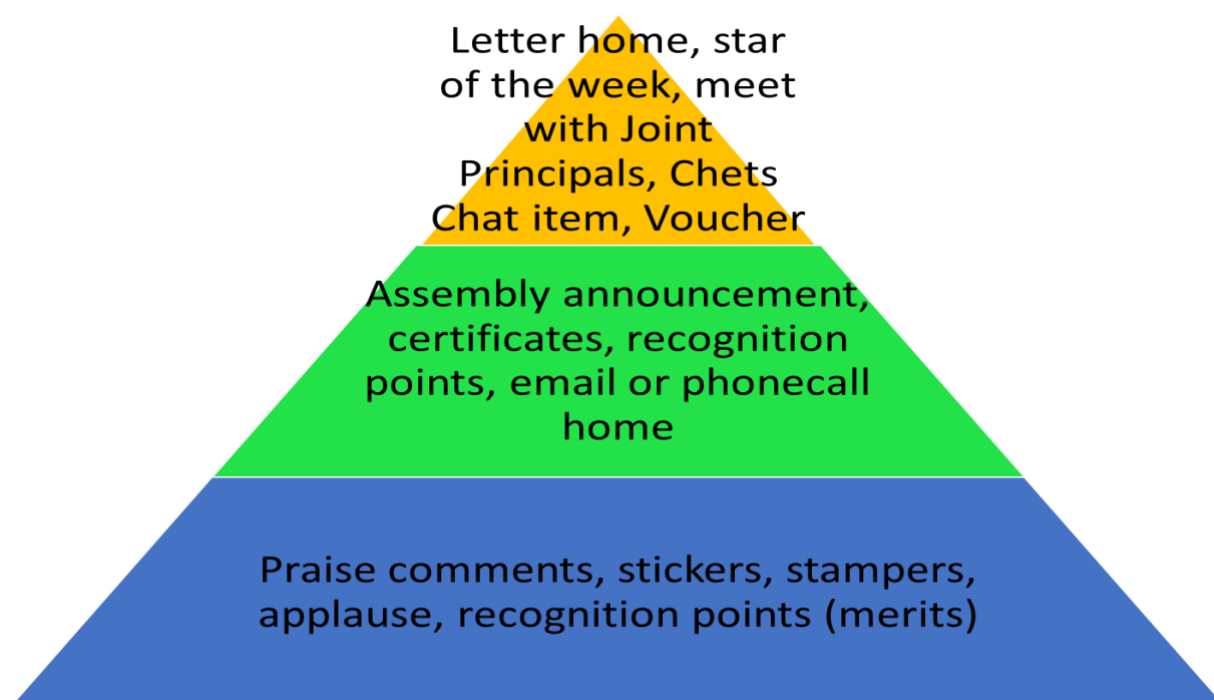 Letter home, star
of the week, meet
with Joint
Principals, Chets
Chat item, Voucher
Assembly announcement,
certificates, recognition
points, email or phonecall
home
Praise comments, stickers, stampers,
applause, recognition points (merits)